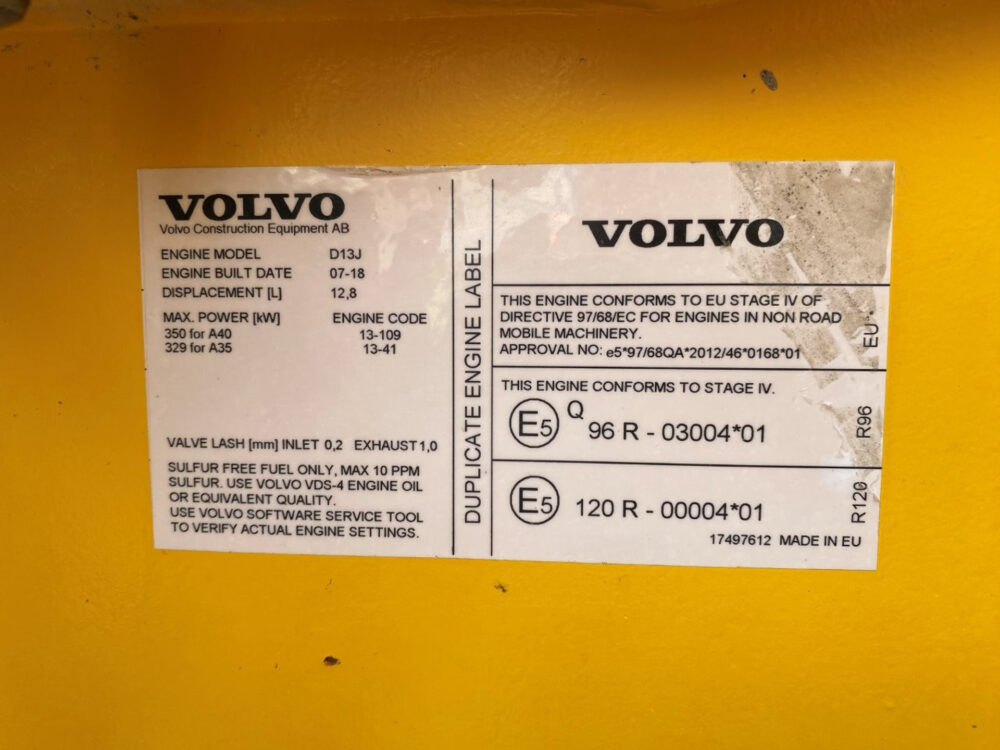 VOLVO
Volvo Construction Equipment AB
ENGINE MODEL D13J
ENGINE BUILT DATE 07-18
DISPLACEMENT [L] 12,8
MAX. POWER [kW] ENGINE CODE
350 for A40 13-109
329 for A35 13-41
VALVE LASH [mm] INLET 0,2 EXHAUST 1,0
SULFUR FREE FUEL ONLY, MAX 10 PPM
SULFUR. USE VOLVO VDS-4 ENGINE OIL
OR EQUIVALENT QUALITY.
USE VOLVO SOFTWARE SERVICE TOOL
TO VERIFY ACTUAL ENGINE SETTINGS.
DUPLICATE ENGINE LABEL
VOLVO
THIS ENGINE CONFORMS TO EU STAGE IV OF
DIRECTIVE 97/68/EC FOR ENGINES IN NON ROAD
MOBILE MACHINERY.
APPROVAL NO: e5*97/68QA*2012/46*0168*01
EU
THIS ENGINE CONFORMS TO STAGE IV.
E5 Q 96 R - 03004*01
R96
E5 120 R - 00004*01
R120
17497612 MADE IN EU